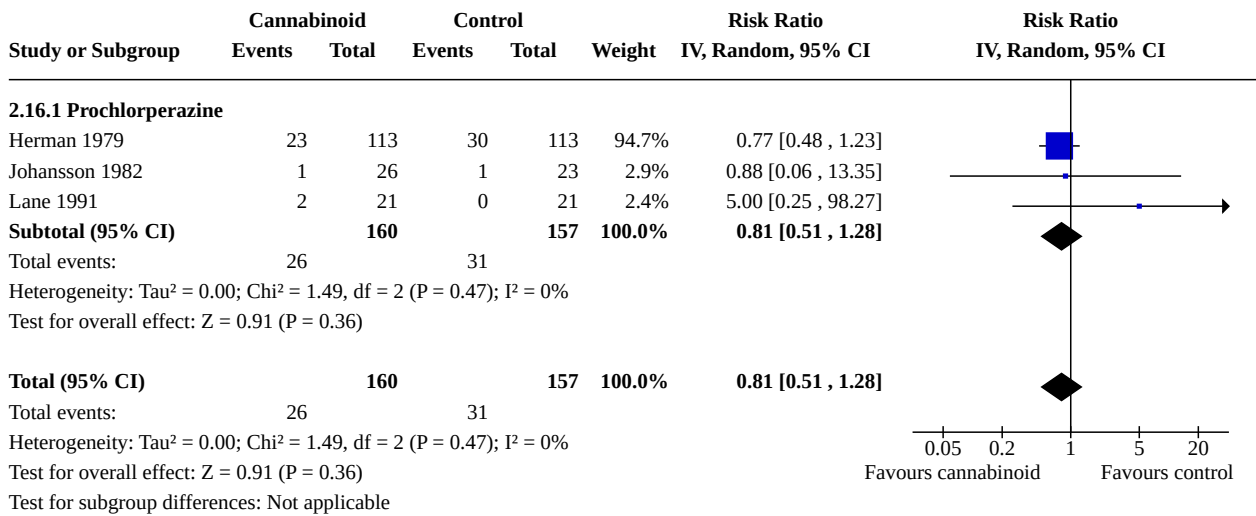 Cannabinoid Control Risk Ratio Risk Ratio
Study or Subgroup Events Total Events Total Weight IV, Random, 95% CI IV, Random, 95% CI
2.16.1 Prochlorperazine
Herman 1979 23 113 30 113 94.7% 0.77 [0.48 , 1.23]
Johansson 1982 1 26 1 23 2.9% 0.88 [0.06 , 13.35]
Lane 1991 2 21 0 21 2.4% 5.00 [0.25 , 98.27]
Subtotal (95% CI) 160 157 100.0% 0.81 [0.51 , 1.28]
Total events: 26 31
Heterogeneity: Tau² = 0.00; Chi² = 1.49, df = 2 (P = 0.47); I² = 0%
Test for overall effect: Z = 0.91 (P = 0.36)
Total (95% CI) 160 157 100.0% 0.81 [0.51 , 1.28]
Total events: 26 31
Heterogeneity: Tau² = 0.00; Chi² = 1.49, df = 2 (P = 0.47); I² = 0%
0.05 0.2 1 5 20
Test for overall effect: Z = 0.91 (P = 0.36) Favours cannabinoid Favours control
Test for subgroup differences: Not applicable